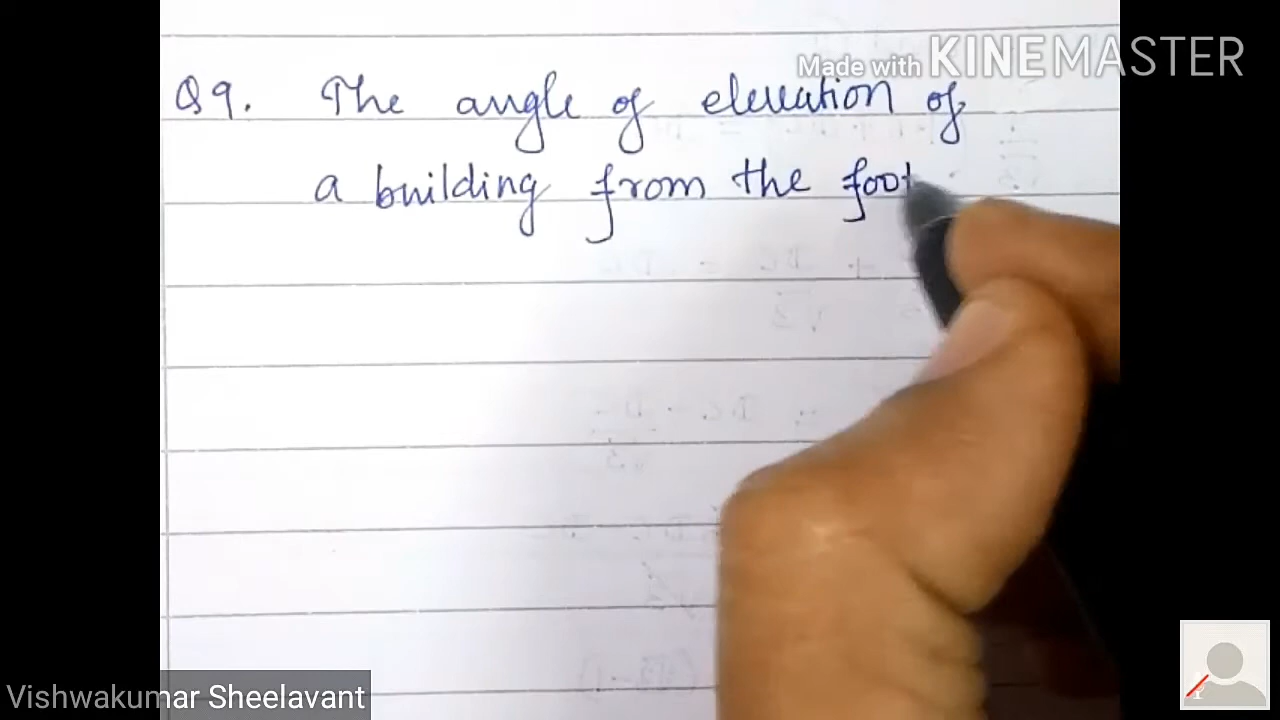 Made with KINEMASTER
Q9. The angle of elevation of
a building from the foot
Vishwakumar Sheelavant